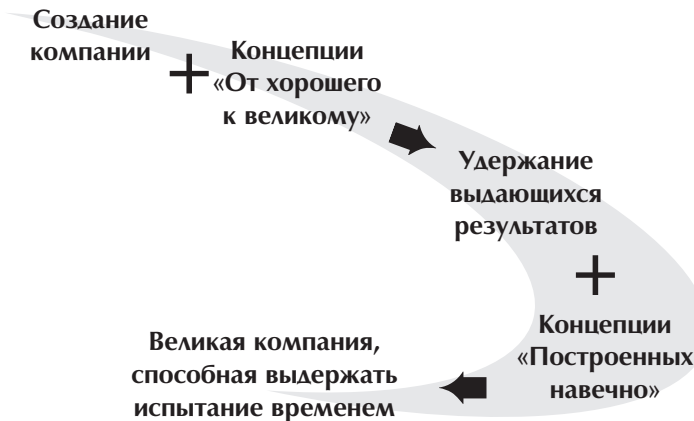 Создание
компании
+
Концепции
«От хорошего
к великому»
Удержание
выдающихся
результатов
+
Концепции
«Построенных
навечно»
Великая компания,
способная выдержать
испытание временем